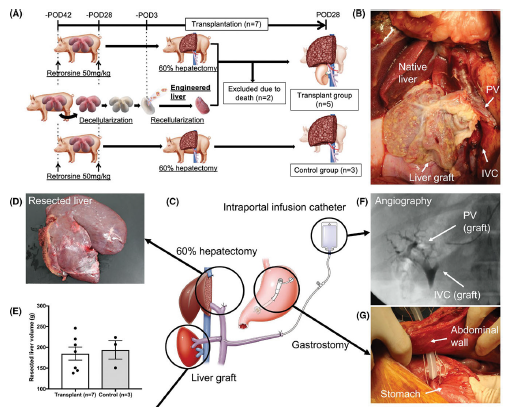 (A)
-POD42 -POD28 -POD3 Transplantation (n=7) POD28
Retrorsine 50mg/kg
60% hepatectomy
Engineered
liver
Decellularization
Recellularization
Excluded due to
death (n=2)
Transplant group
(n=5)
Retrorsine 50mg/kg
60% hepatectomy
Control group (n=3)
(B)
Native
liver
PV
Liver graft
IVC
(D)
Resected liver
(C)
Intraportal infusion catheter
60% hepatectomy
Gastrostomy
Liver graft
(F)
Angiography
PV
(graft)
IVC (graft)
(E)
Resected liver volume (g)
200
150
100
50
0
Transplant (n=7) Control (n=3)
(G)
Abdominal
wall
Stomach